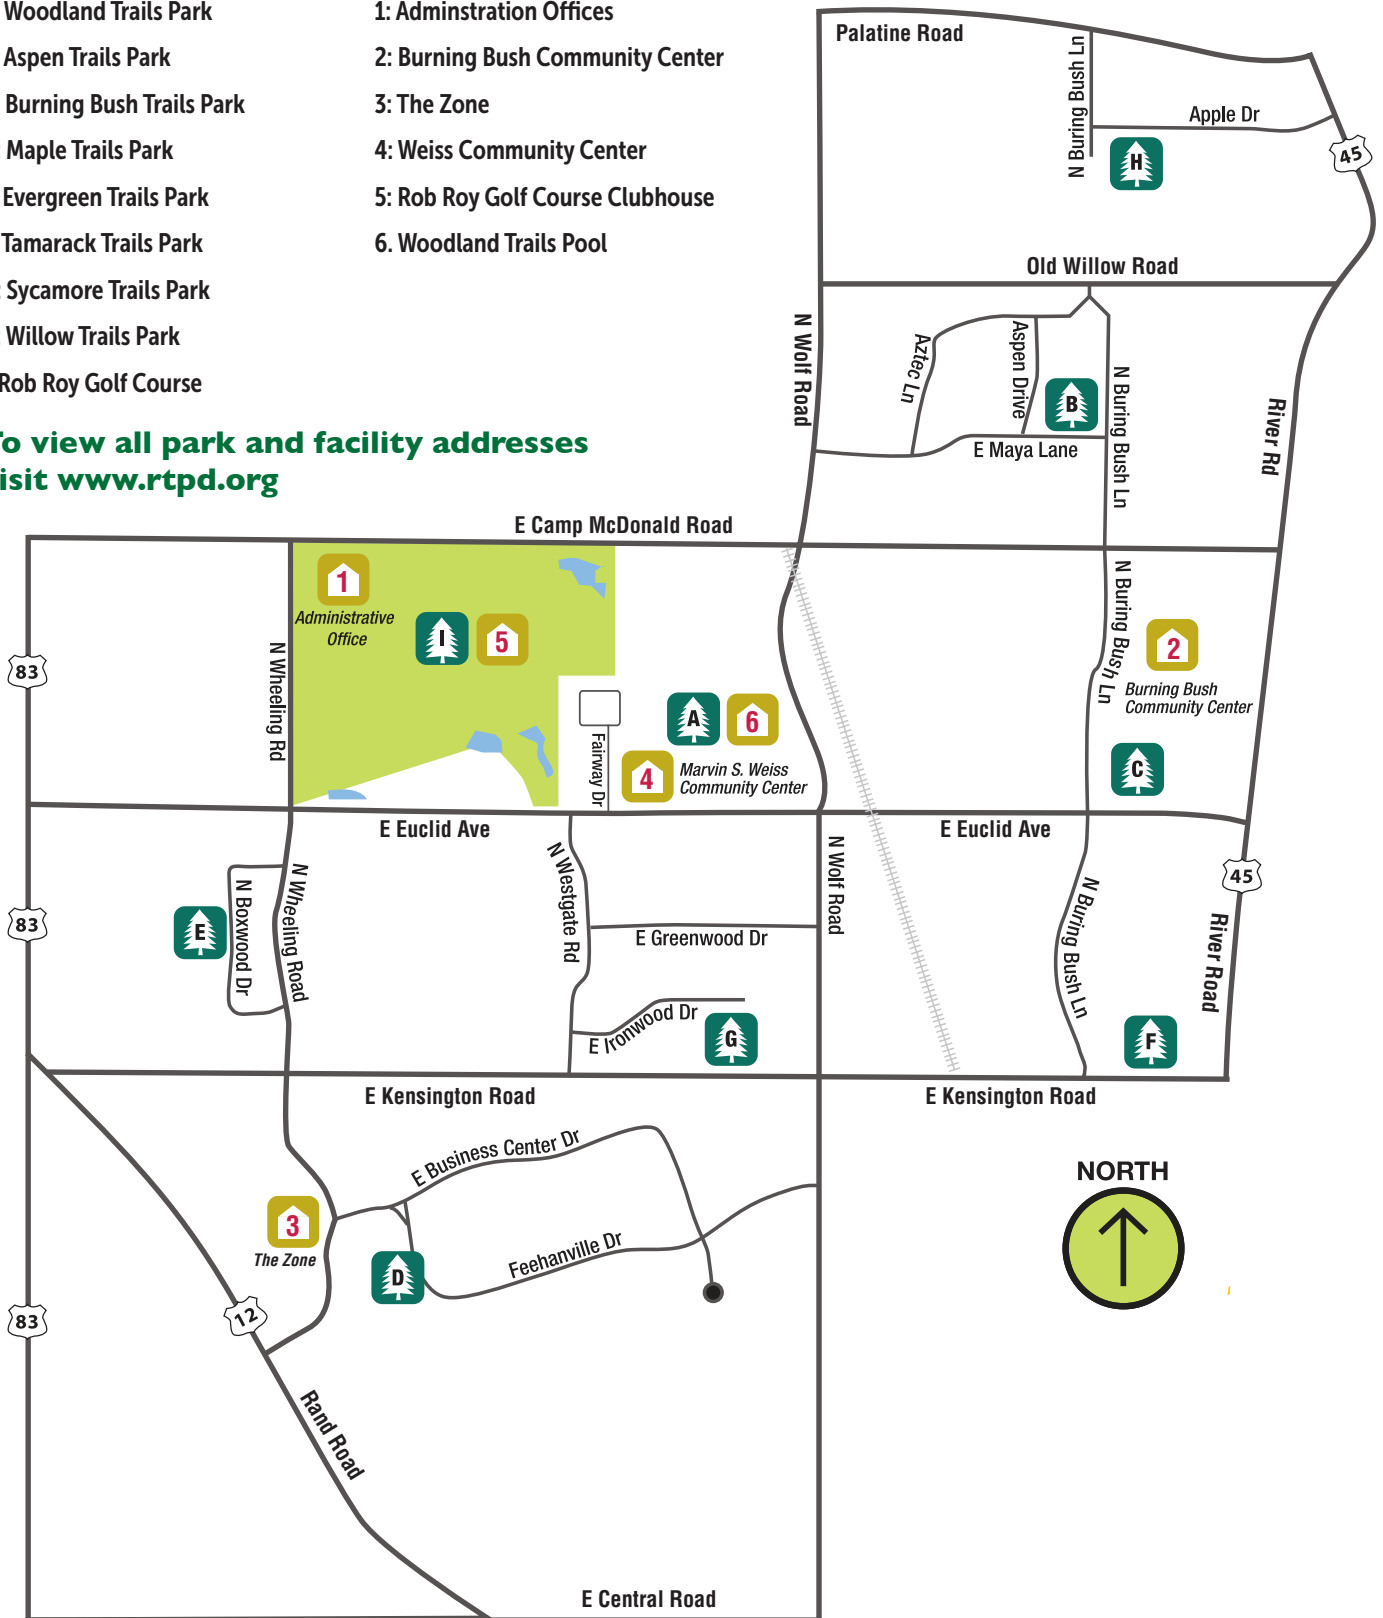 Woodland Trails Park
Aspen Trails Park
Burning Bush Trails Park
: Maple Trails Park
Evergreen Trails Park
Tamarack Trails Park
: Sycamore Trails Park
: Willow Trails Park
Rob Roy Golf Course
1: Adminstration Offices
2: Burning Bush Community Center
3: The Zone
4: Weiss Community Center
5: Rob Roy Golf Course Clubhouse
6. Woodland Trails Pool
To view all park and facility addresses
isit www.rtpd.org
Palatine Road
N Buring Bush Ln
Apple Dr
45
H
Old Willow Road
N Wolf Road
Aztec Ln
Aspen Drive
B
N Buring Bush Ln
River Rd
E Maya Lane
E Camp McDonald Road
1
Administrative
Office
I
5
N Wheeling Rd
83
A
6
Fairway Dr
4
Marvin S. Weiss
Community Center
N Buring Bush Ln
2
Burning Bush
Community Center
C
E Euclid Ave
E Euclid Ave
45
83
E
N Boxwood Dr
N Wheeling Road
N Westgate Rd
E Greenwood Dr
N Wolf Road
N Buring Bush Ln
River Road
E Ironwood Dr
G
F
E Kensington Road
E Kensington Road
E Business Center Dr
3
The Zone
D
Feehanville Dr
NORTH
83
12
Rand Road
E Central Road